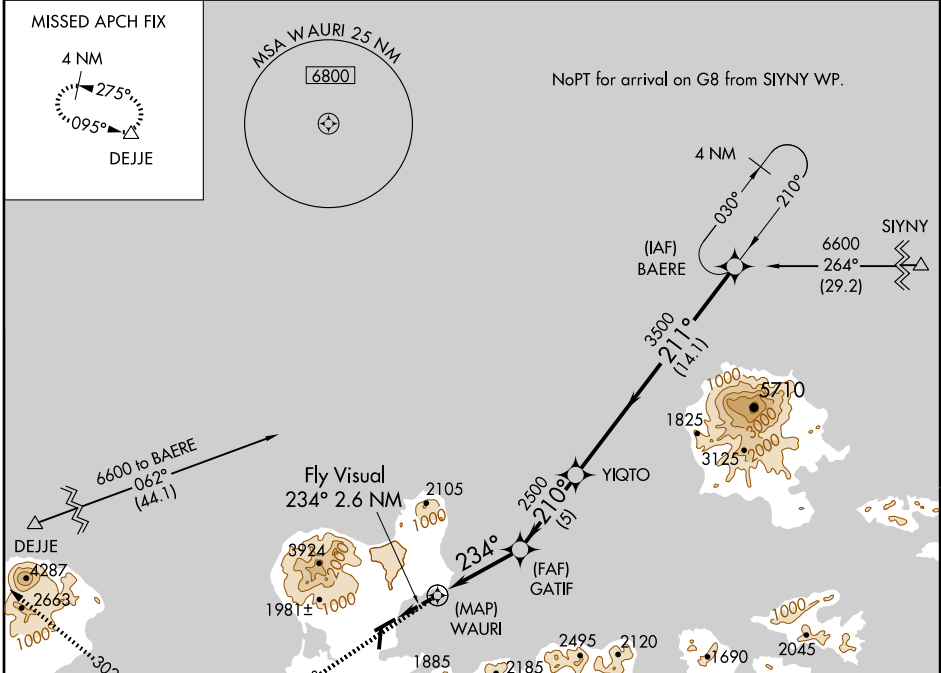 MISSED APCH FIX
4 NM
275°
095°
DEJJE
MSA WAURI 25 NM
6800
NoPT for arrival on G8 from SIYNY WP.
4 NM
030°
210°
(IAF)
BAERE
SIYNY
6600
264°
(29.2)
3500
211°
(14.1)
1000
5710
1825
3000
3125
2000
6600 to BAERE
062°
(44.1)
DEJJE
Fly Visual
234° 2.6 NM
2105
1000
YIQTO
2500
210°
(5)
(FAF)
GATIF
234°
3924
2000
1981±
1000
(MAP)
WAURI
4287
2663
1000
302
1885
2185
2495
2120
1690
1000
2045